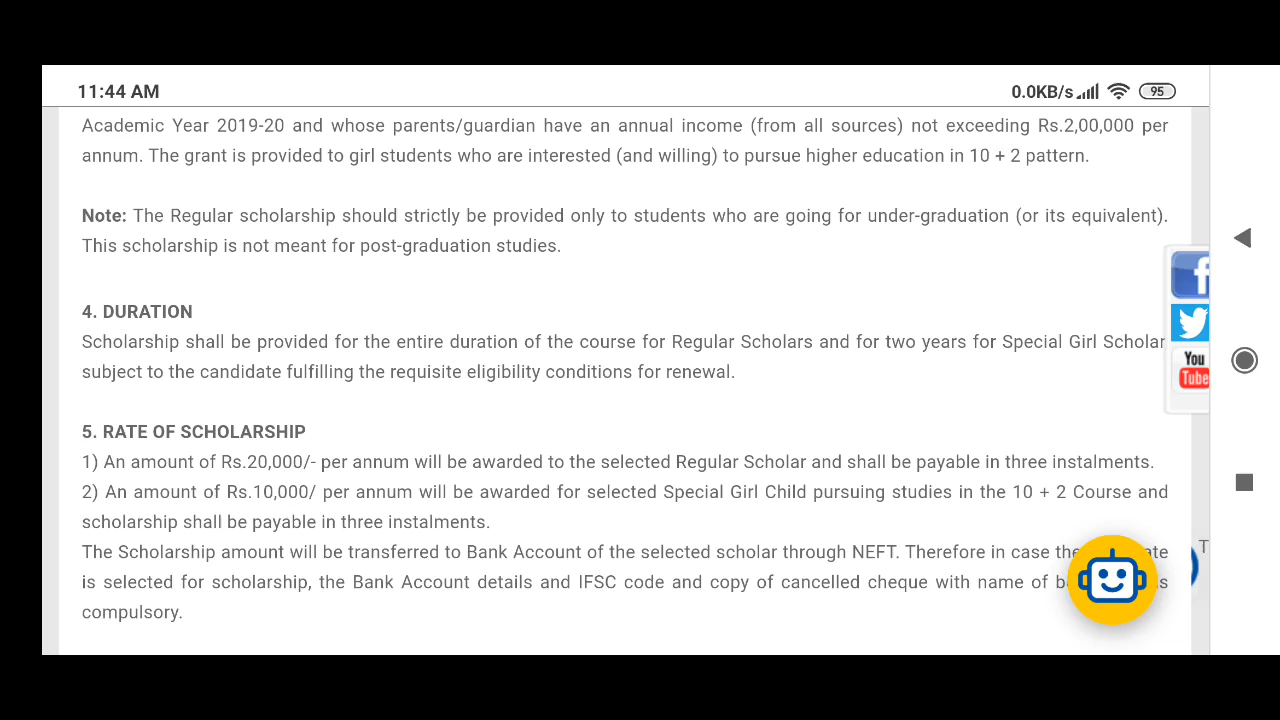 11:44 AM
0.0KB/s
95
Academic Year 2019-20 and whose parents/guardian have an annual income (from all sources) not exceeding Rs.2,00,000 per
annum. The grant is provided to girl students who are interested (and willing) to pursue higher education in 10 + 2 pattern.
Note: The Regular scholarship should strictly be provided only to students who are going for under-graduation (or its equivalent).
This scholarship is not meant for post-graduation studies.
4. DURATION
Scholarship shall be provided for the entire duration of the course for Regular Scholars and for two years for Special Girl Scholar
subject to the candidate fulfilling the requisite eligibility conditions for renewal.
You
Tube
5. RATE OF SCHOLARSHIP
1) An amount of Rs.20,000/- per annum will be awarded to the selected Regular Scholar and shall be payable in three instalments.
2) An amount of Rs.10,000/ per annum will be awarded for selected Special Girl Child pursuing studies in the 10 + 2 Course and
scholarship shall be payable in three instalments.
The Scholarship amount will be transferred to Bank Account of the selected scholar through NEFT. Therefore in case the
is selected for scholarship, the Bank Account details and IFSC code and copy of cancelled cheque with name of
compulsory.